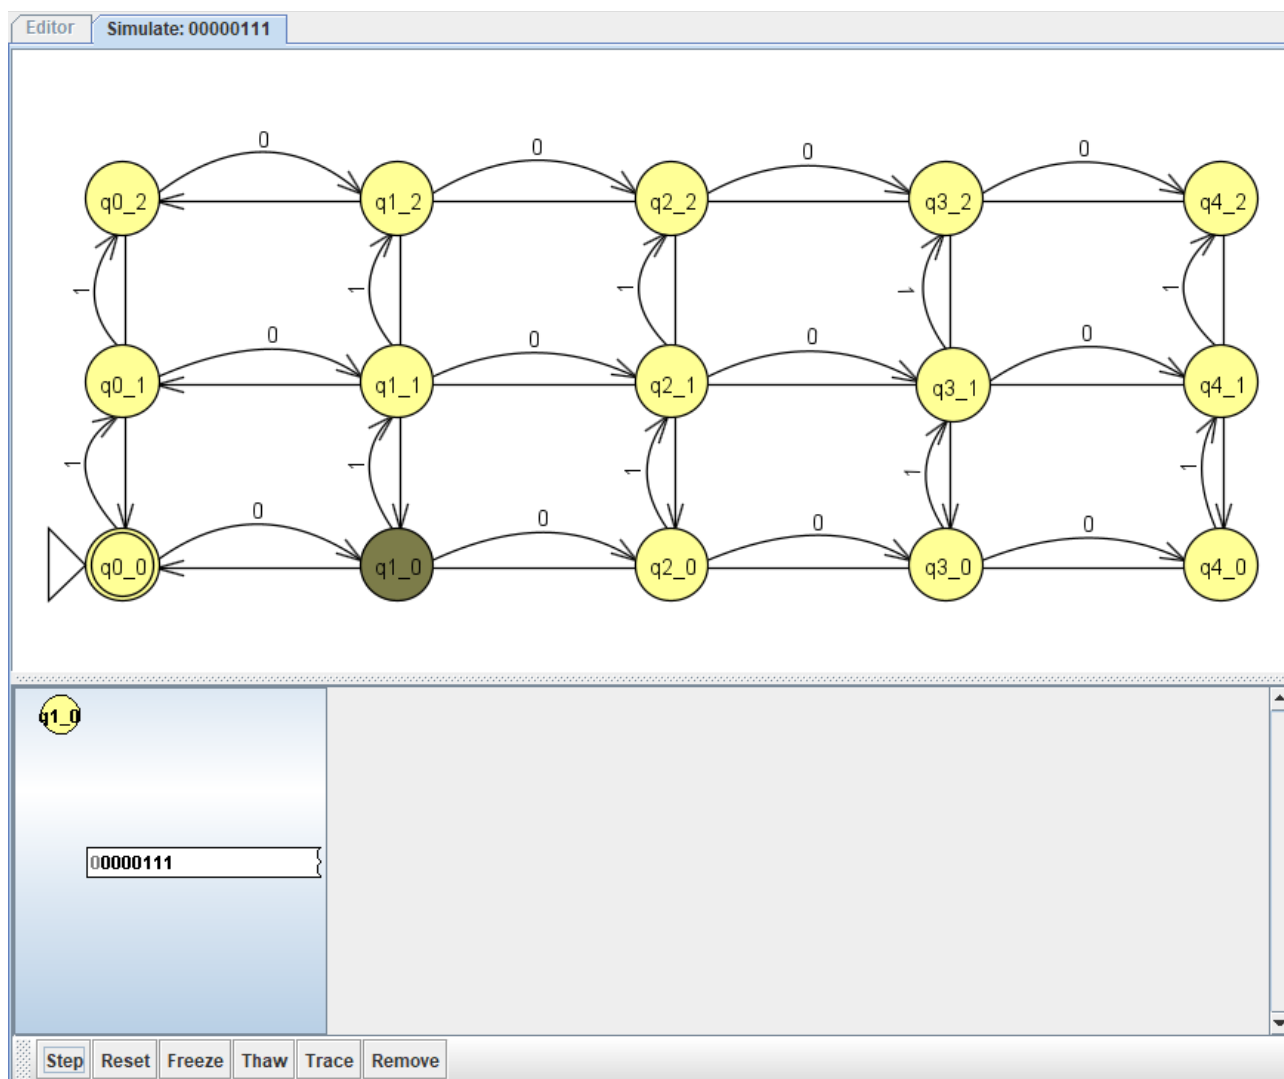 Editor Simulate: 00000111
0 0 0 0
q0_2 q1_2 q2_2 q3_2 q4_2
1 1 1 1 1
0 0 0 0
q0_1 q1_1 q2_1 q3_1 q4_1
1 1 1 1 1
0 0 0 0
q0_0 q1_0 q2_0 q3_0 q4_0
q1_0
00000111
Step Reset Freeze Thaw Trace Remove